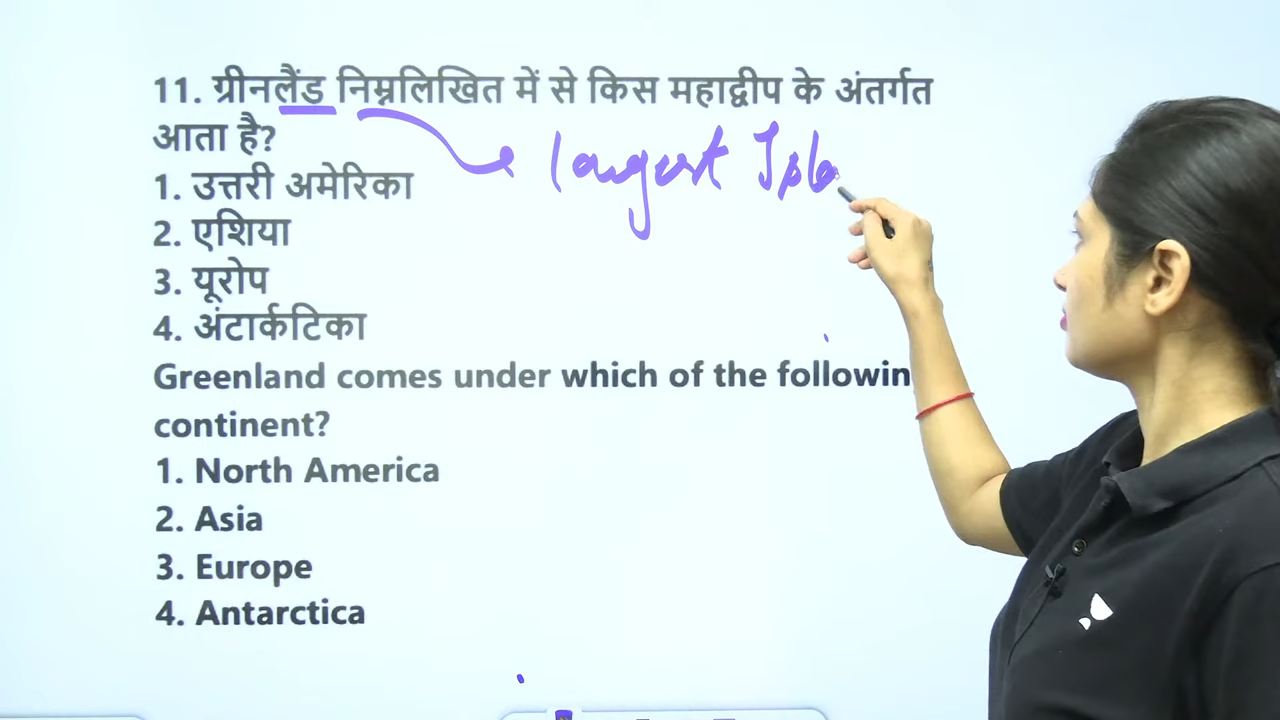 11. ग्रीनलैंड निम्नलिखित में से किस महाद्वीप के अंतर्गत
आता है?
largest Isla
1. उत्तरी अमेरिका
2. एशिया
3. यूरोप
4. अंटार्कटिका
Greenland comes under which of the followin
continent?
1. North America
2. Asia
3. Europe
4. Antarctica